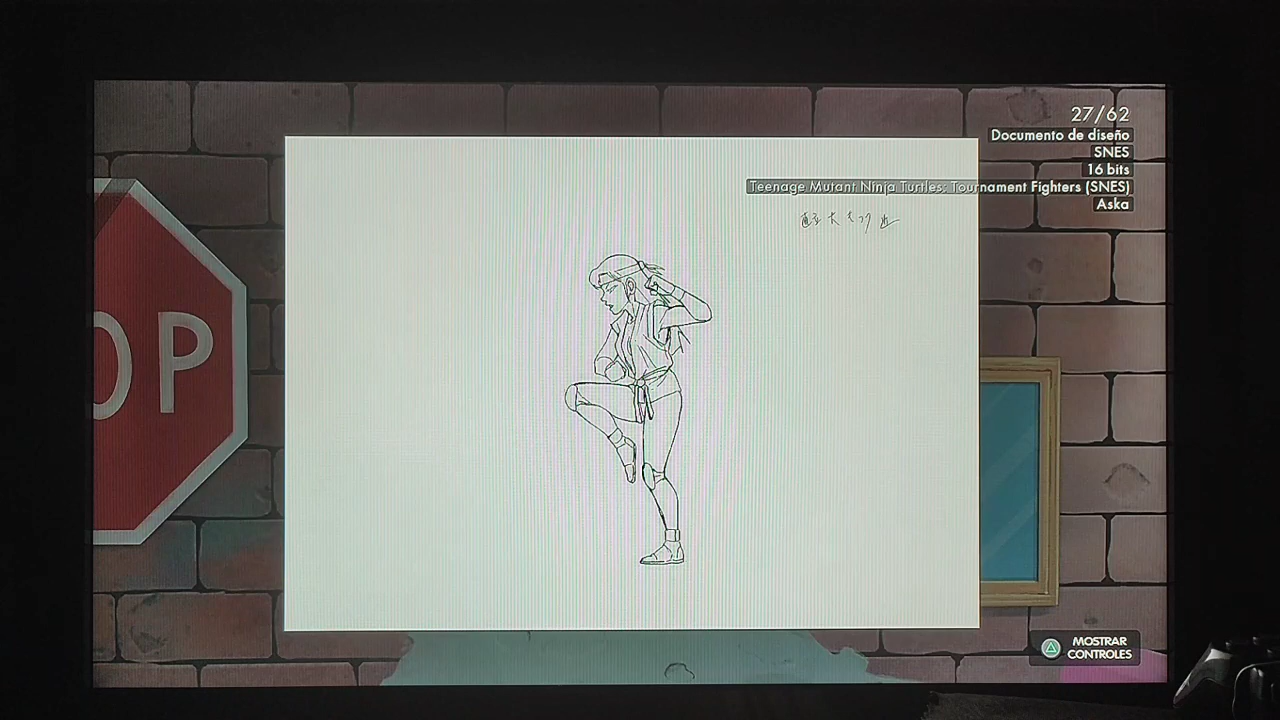 27/62
Documento de diseño
SNES
16 bits
Teenage Mutant Ninja Turtles: Tournament Fighters (SNES)
Aska
OP
MOSTRAR
CONTROLES